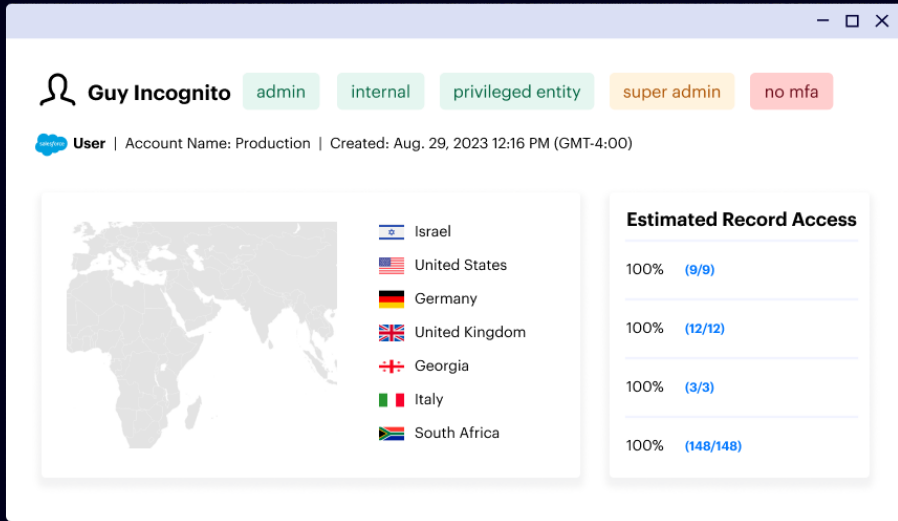 Guy Incognito admin internal privileged entity super admin no mfa
salesforce User | Account Name: Production | Created: Aug. 29, 2023 12:16 PM (GMT-4:00)
Israel
United States
Germany
United Kingdom
Georgia
Italy
South Africa
Estimated Record Access
100% (9/9)
100% (12/12)
100% (3/3)
100% (148/148)